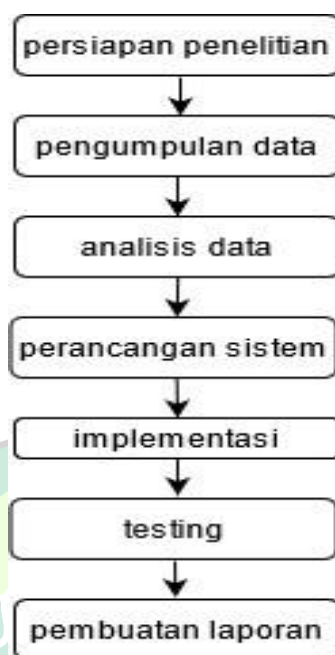 persiapan penelitian
pengumpulan data
analisis data
perancangan sistem
implementasi
testing
pembuatan laporan